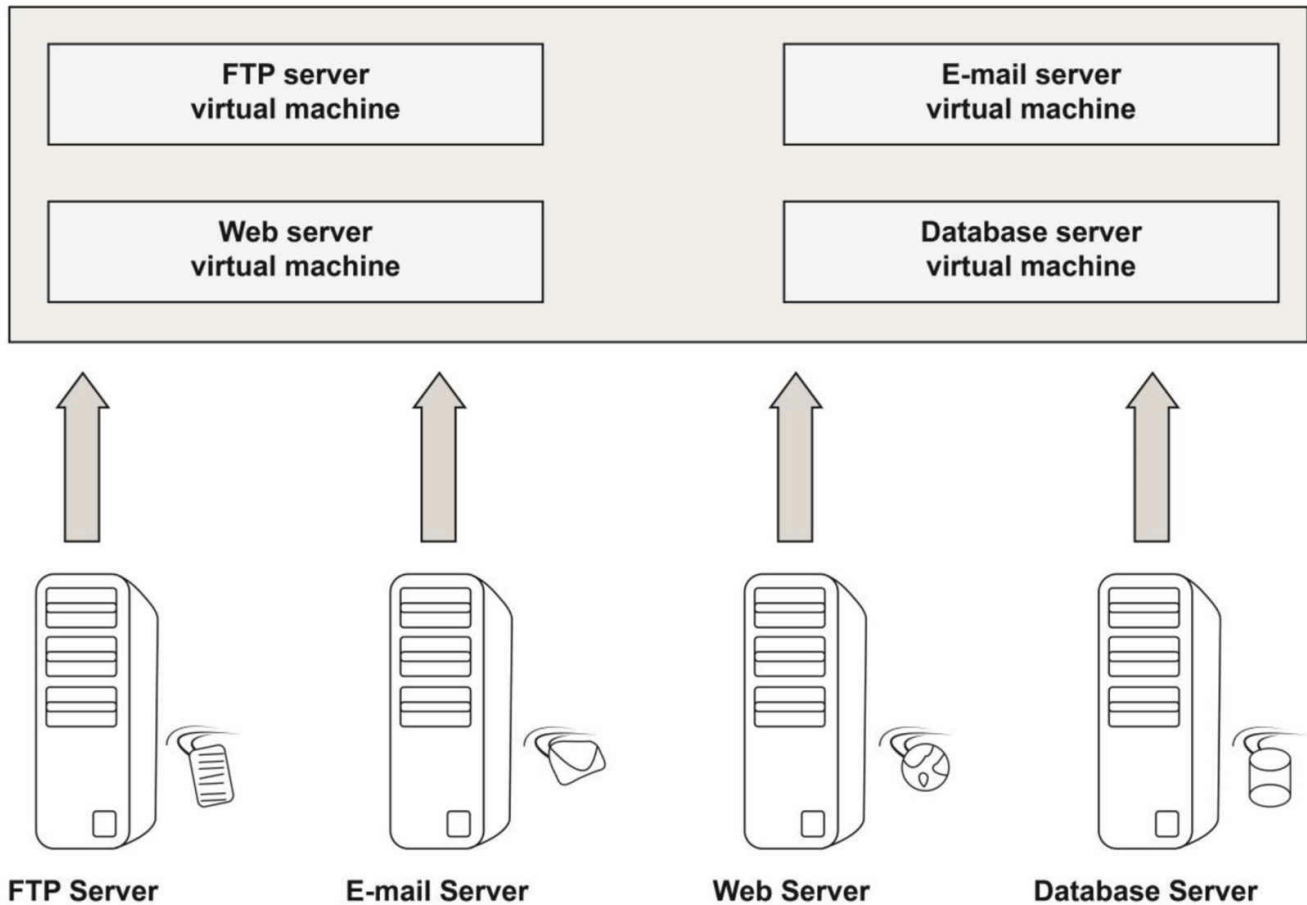 FTP server
virtual machine
E-mail server
virtual machine
Web server
virtual machine
Database server
virtual machine
FTP Server
E-mail Server
Web Server
Database Server